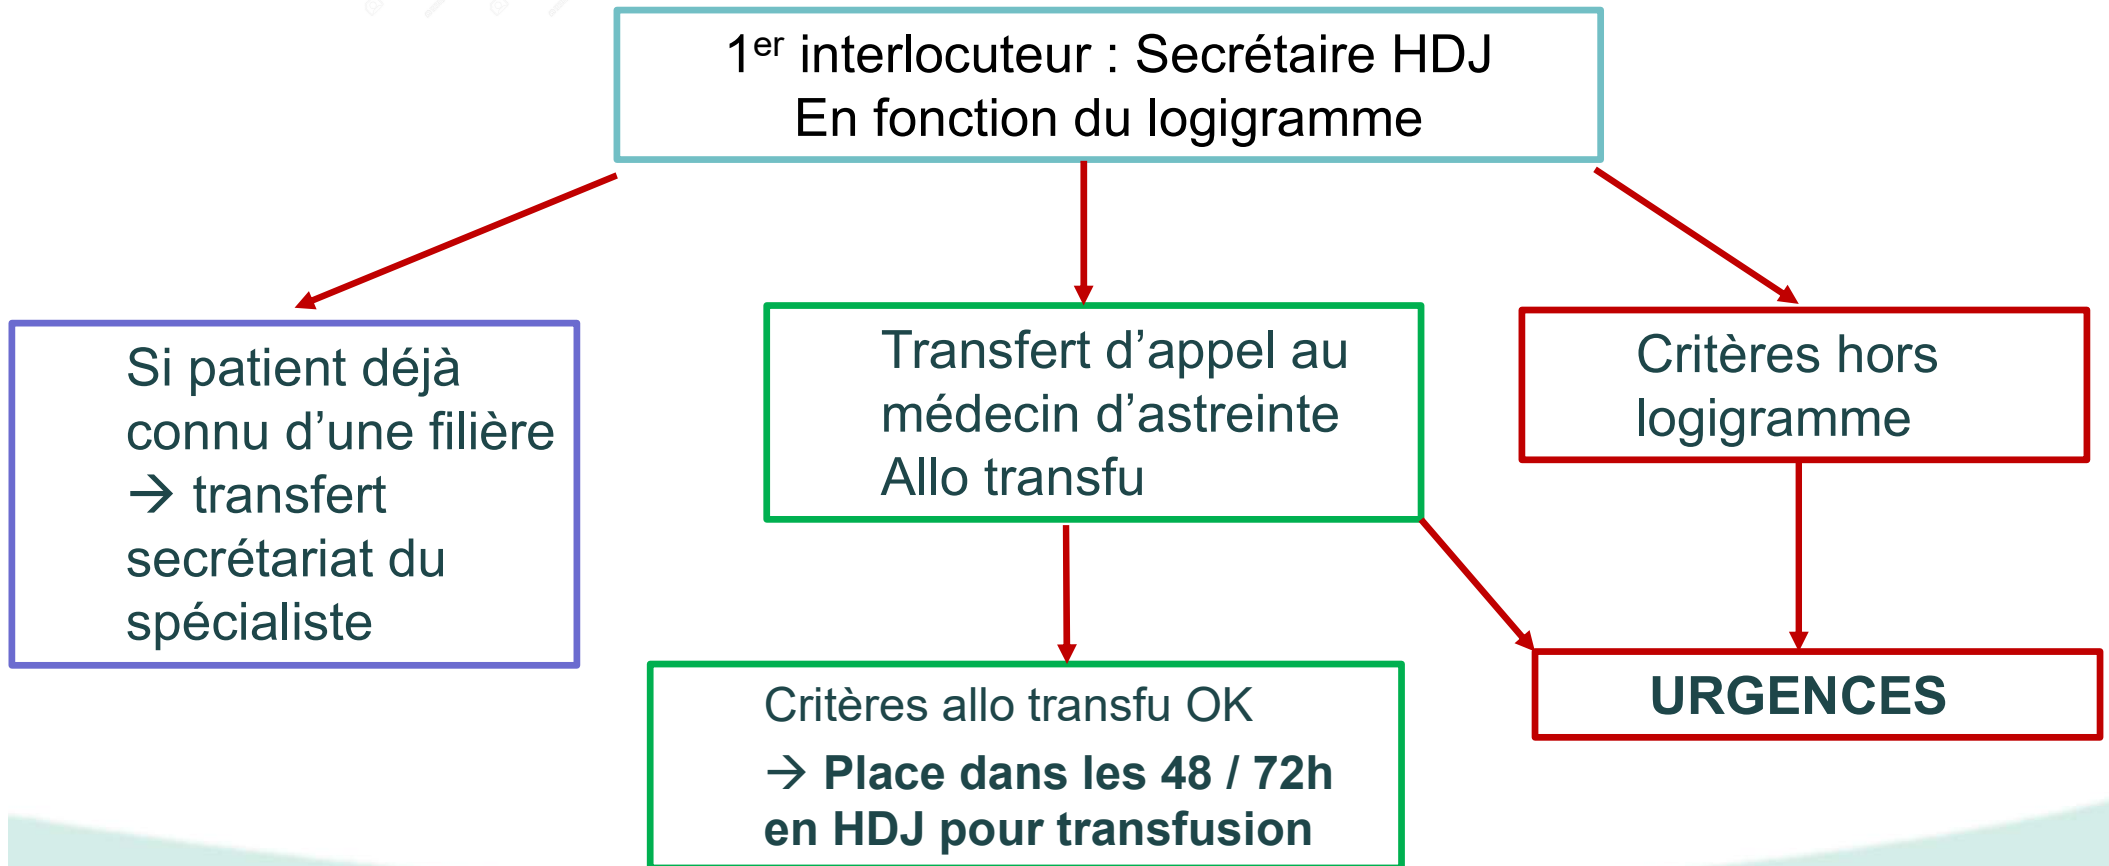 1er interlocuteur : Secrétaire HDJ
En fonction du logigramme
Si patient déjà
connu d’une filière
→ transfert
secrétariat du
spécialiste
Transfert d’appel au
médecin d’astreinte
Allo transfu
Critères hors
logigramme
Critères allo transfu OK
→ Place dans les 48 / 72h
en HDJ pour transfusion
URGENCES